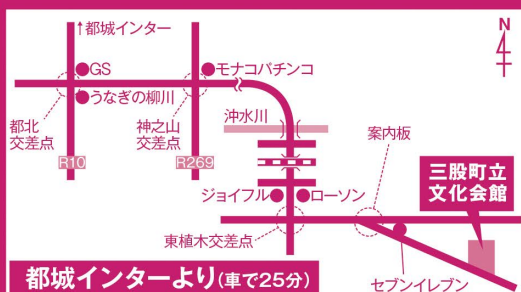 ↑都城インター
N
GS
モナコパチンコ
うなぎの柳川
沖水川
都北
交差点
神之山
交差点
案内板
R10
R269
三股町立
文化会館
ジョイフル
ローソン
東植木交差点
都城インターより(車で25分)
セブンイレブン